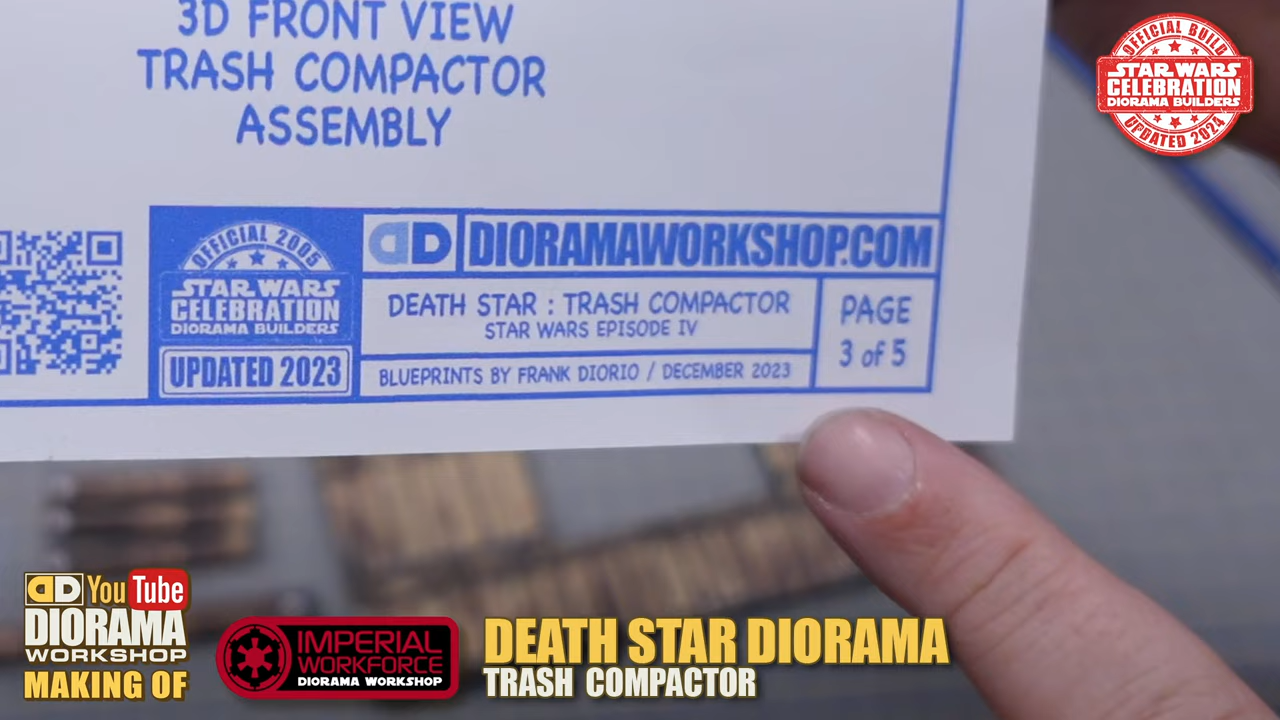 3D FRONT VIEW
TRASH COMPACTOR
ASSEMBLY
OFFICIAL BUILD
STAR WARS
CELEBRATION
DIORAMA BUILDERS
UPDATED 2024
OFFICIAL 2005
STAR WARS
CELEBRATION
DIORAMA BUILDERS
UPDATED 2023
DD DIORAMAWORKSHOP.COM
DEATH STAR : TRASH COMPACTOR
STAR WARS EPISODE IV
PAGE
3 of 5
BLUEPRINTS BY FRANK DIORIO / DECEMBER 2023
DD YouTube
DIORAMA
WORKSHOP
MAKING OF
IMPERIAL
WORKFORCE
DIORAMA WORKSHOP
DEATH STAR DIORAMA
TRASH COMPACTOR